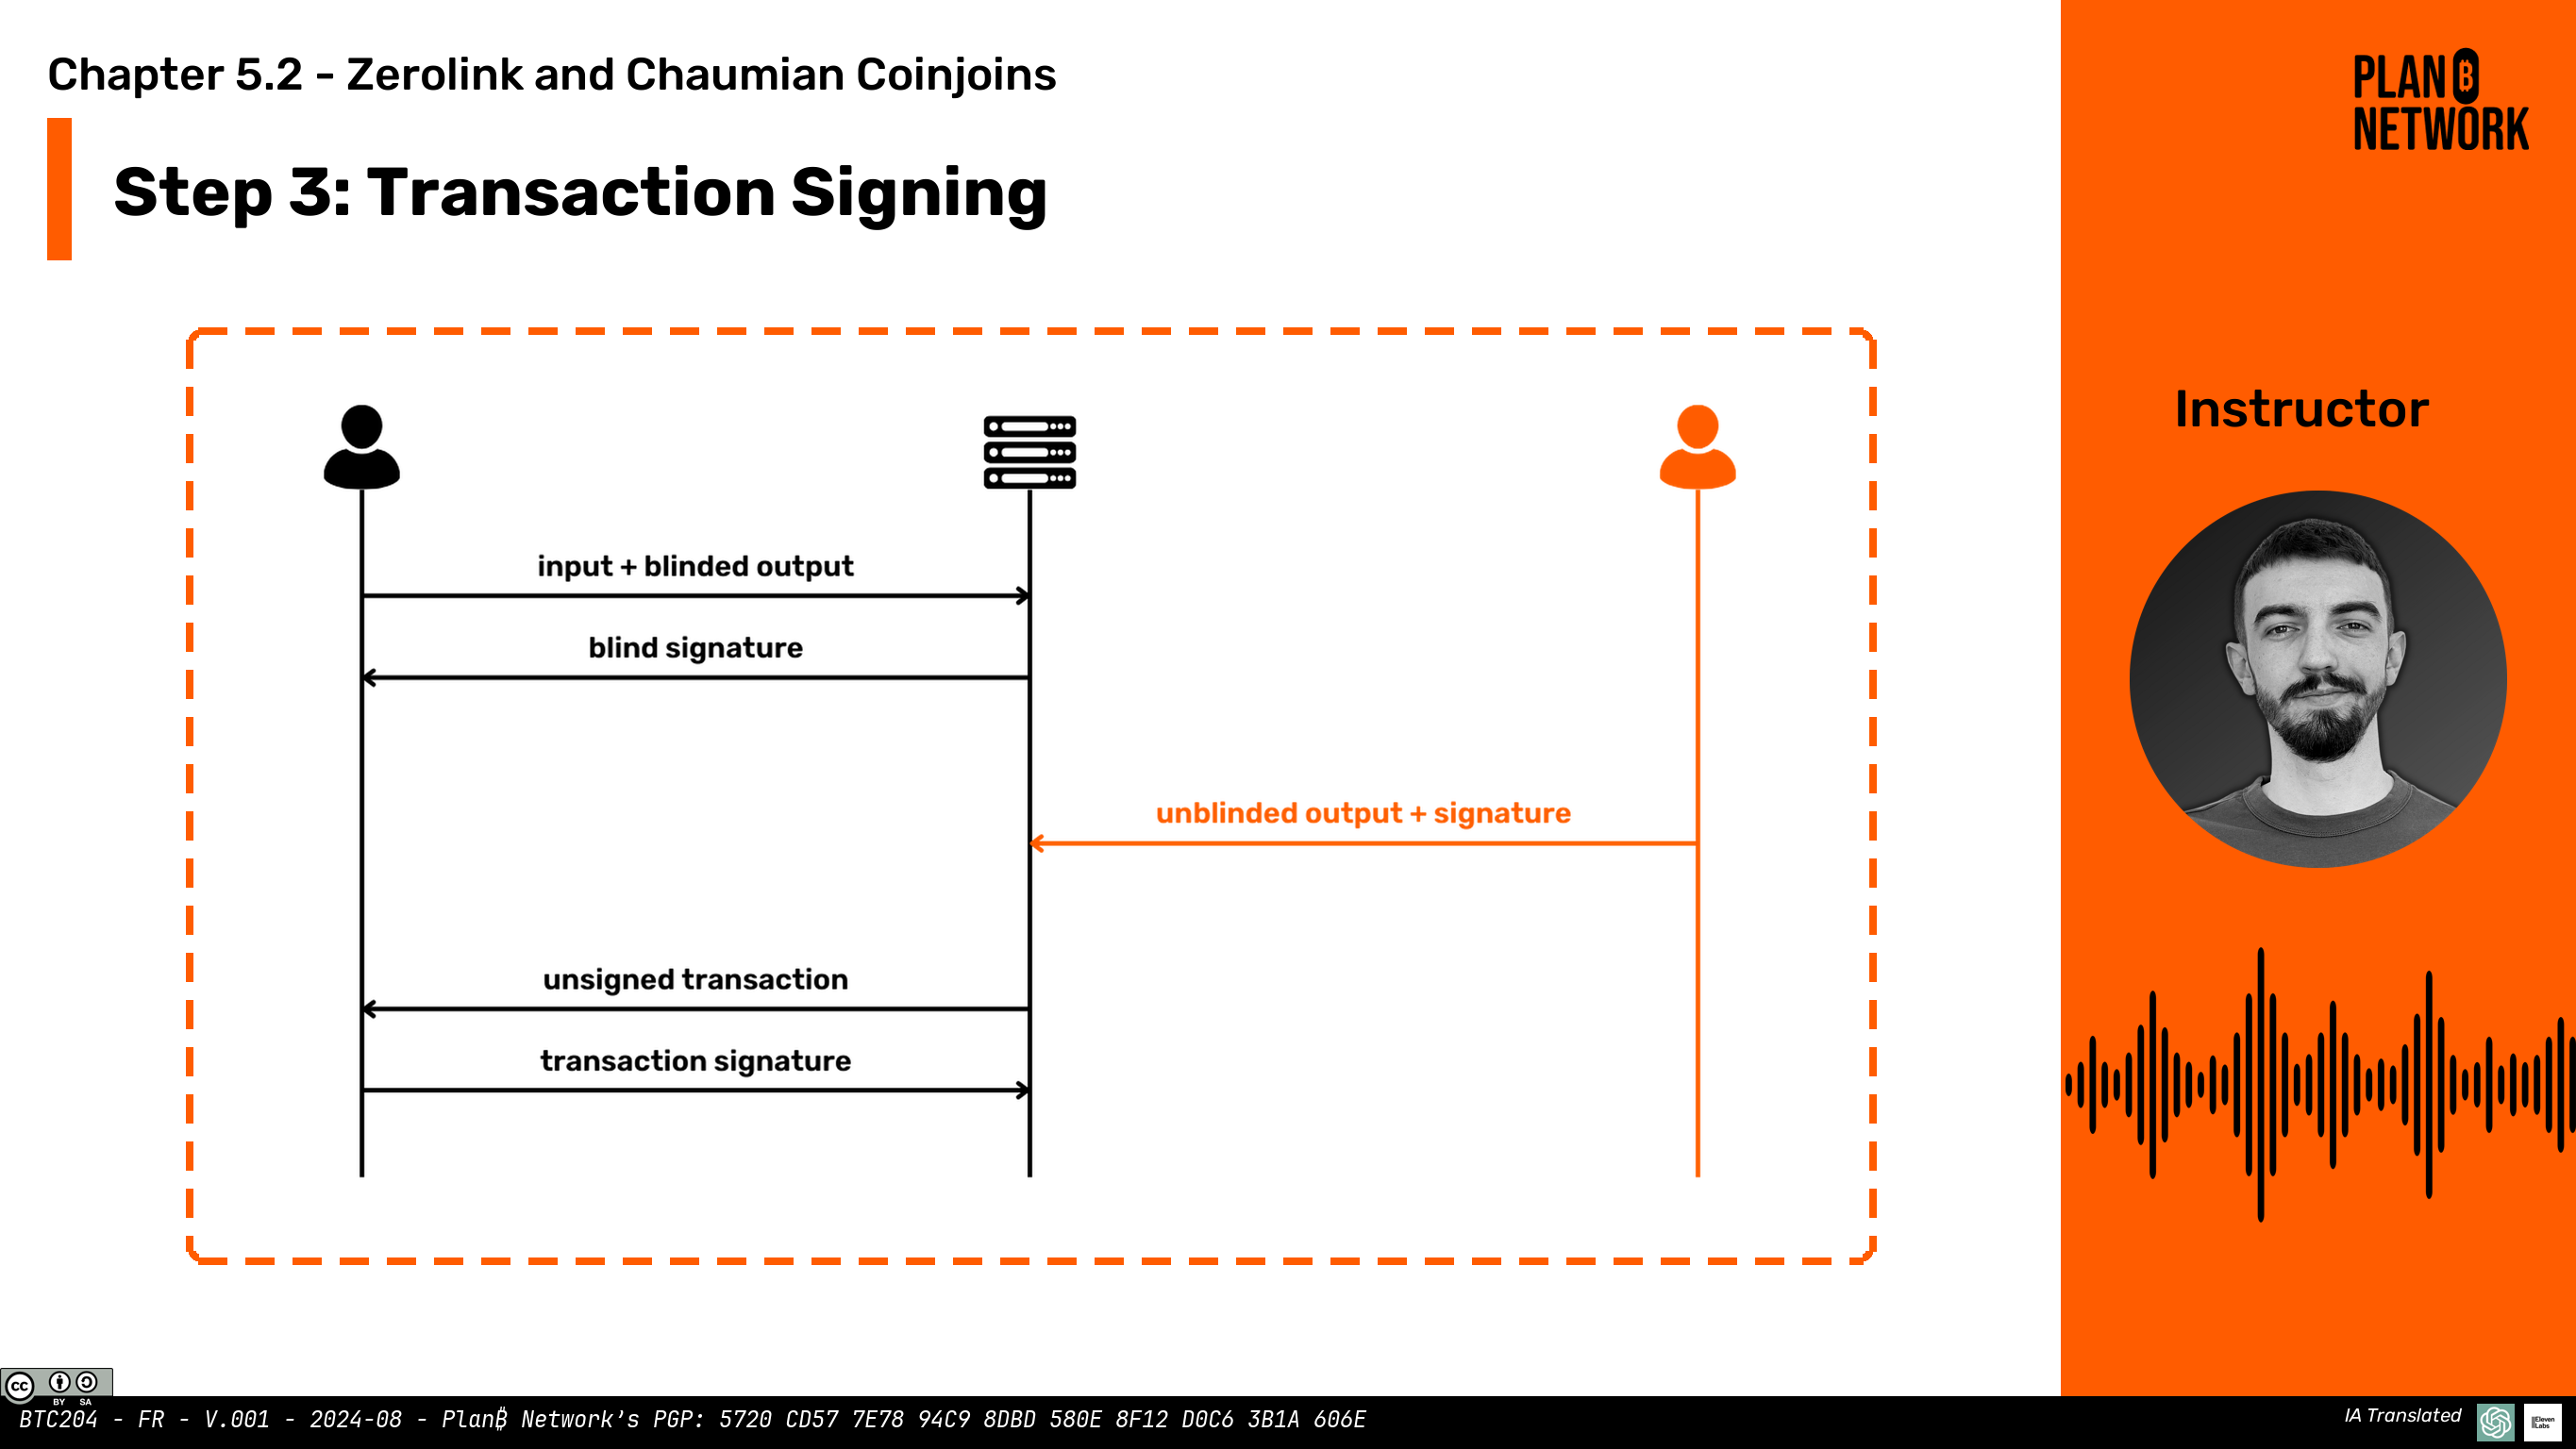 Chapter 5.2 - Zerolink and Chaumian Coinjoins
Step 3: Transaction Signing
PLAN ₿
NETWORK
Instructor
input + blinded output
blind signature
unblinded output + signature
unsigned transaction
transaction signature
cc
BY SA
BTC204 - FR - V.001 - 2024-08 - Plan₿ Network's PGP: 5720 CD57 7E78 94C9 8DBD 580E 8F12 D0C6 3B1A 606E
IA Translated
IIEleven
Labs